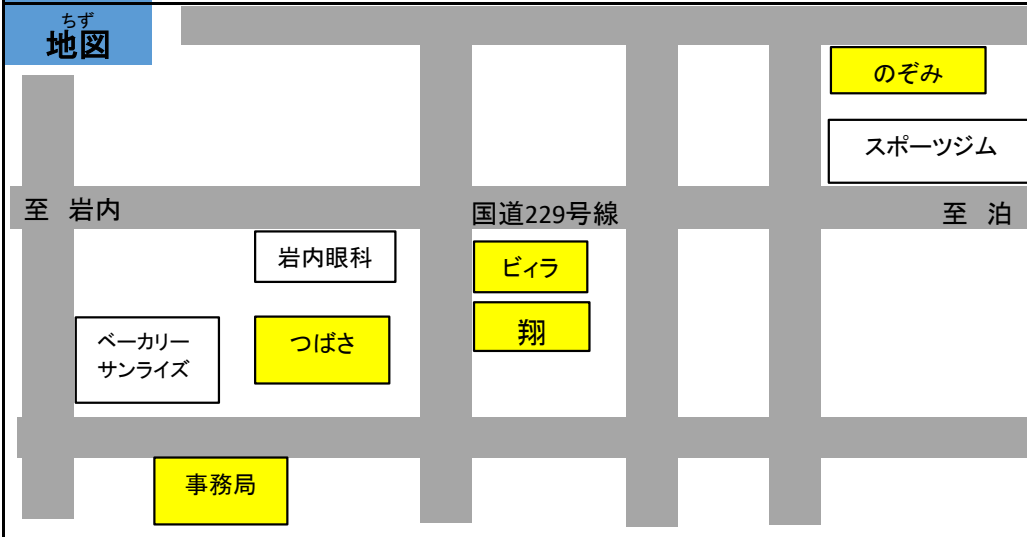 ちず
地図
のぞみ
スポーツジム
至 岩内
国道229号線
至 泊
岩内眼科
ビィラ
翔
ベーカリー
サンライズ
つばさ
事務局